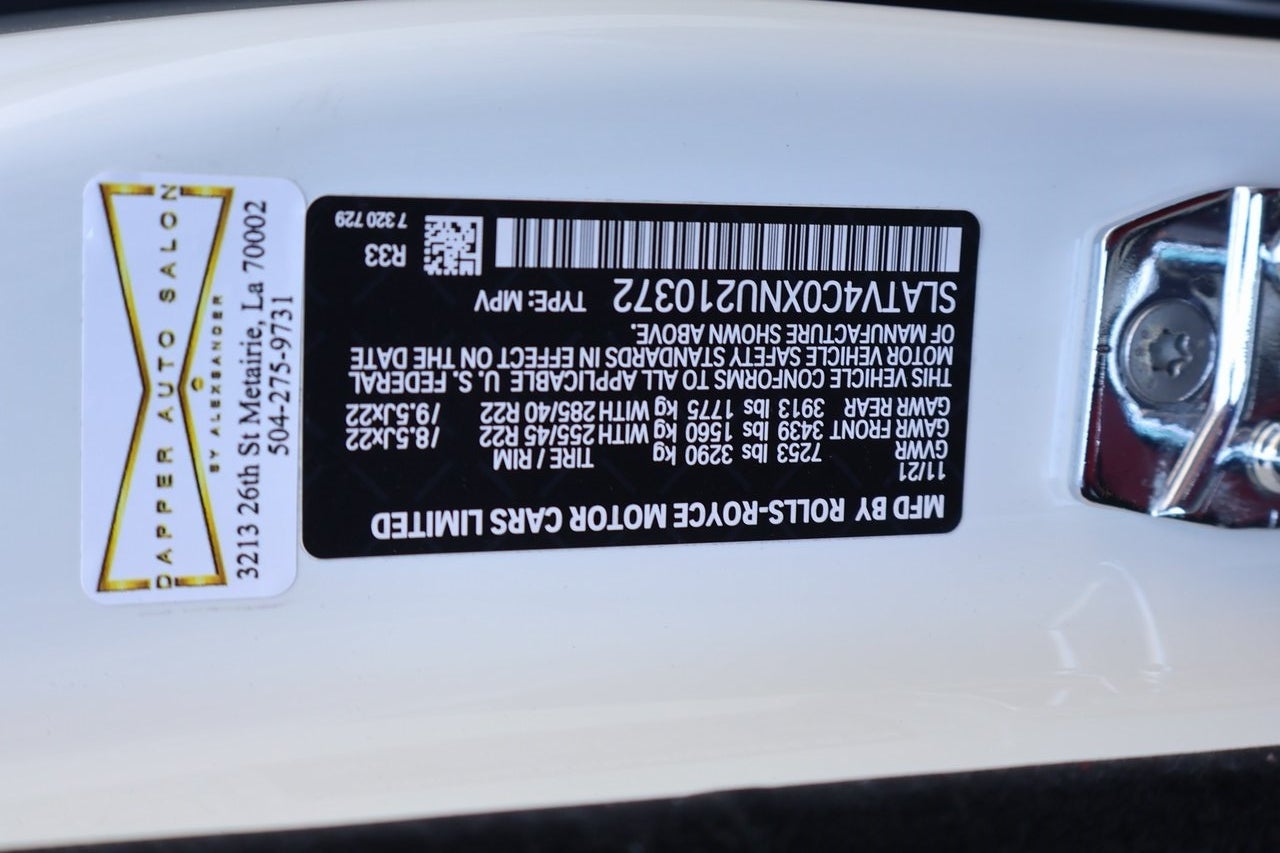 MFD BY ROLLS-ROYCE MOTOR CARS LIMITED
11/21
GVWR 7253 lbs 3290 kg TIRE / RIM
GAWR FRONT 3439 lbs 1560 kg WITH 255/45 R22 /8.5Jx22
GAWR REAR 3913 lbs 1775 kg WITH 285/40 R22 /9.5Jx22
THIS VEHICLE CONFORMS TO ALL APPLICABLE U.S. FEDERAL
MOTOR VEHICLE SAFETY STANDARDS IN EFFECT ON THE DATE
OF MANUFACTURE SHOWN ABOVE.
SLATV4C0XNU210372 TYPE: MPV
R33
7 320 729
DAPPER AUTO SALON
BY ALEXSANDER
3213 26th St Metairie, La 70002
504-275-9731